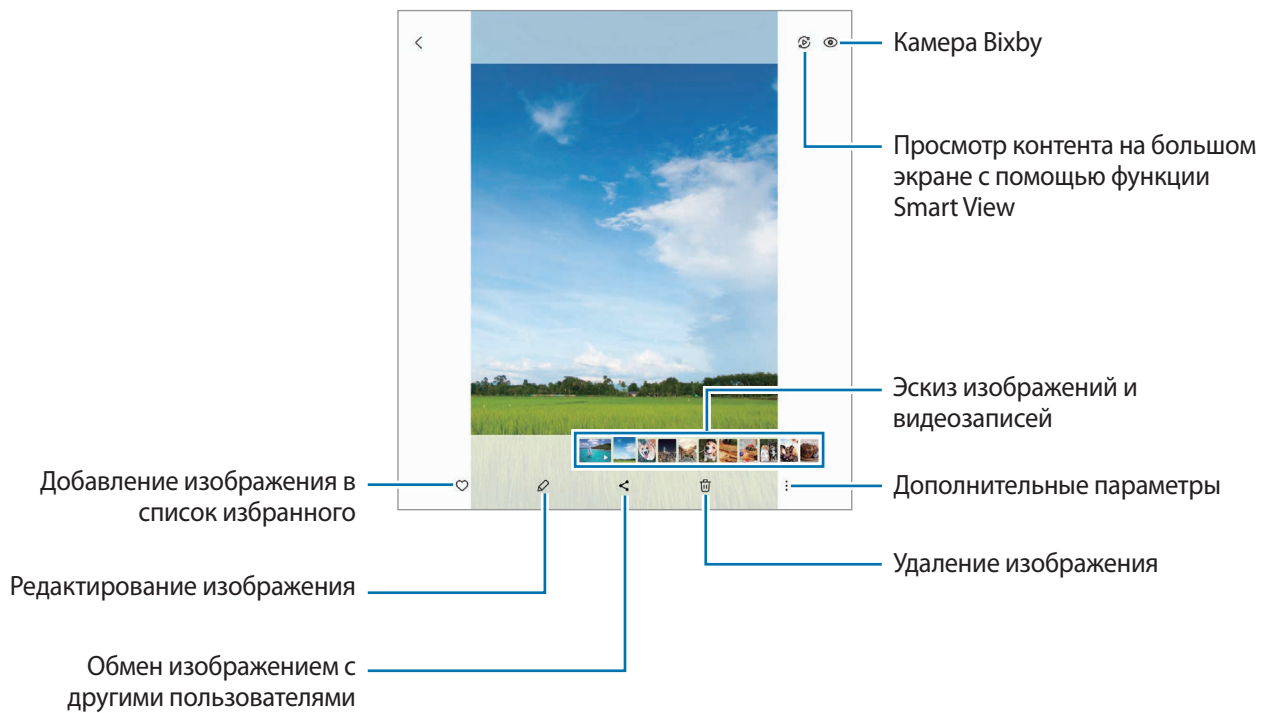 Камера Bixby
Просмотр контента на большом
экране с помощью функции
Smart View
Эскиз изображений и
видеозаписей
Добавление изображения в
список избранного
Дополнительные параметры
Удаление изображения
Редактирование изображения
Обмен изображением с
другими пользователями